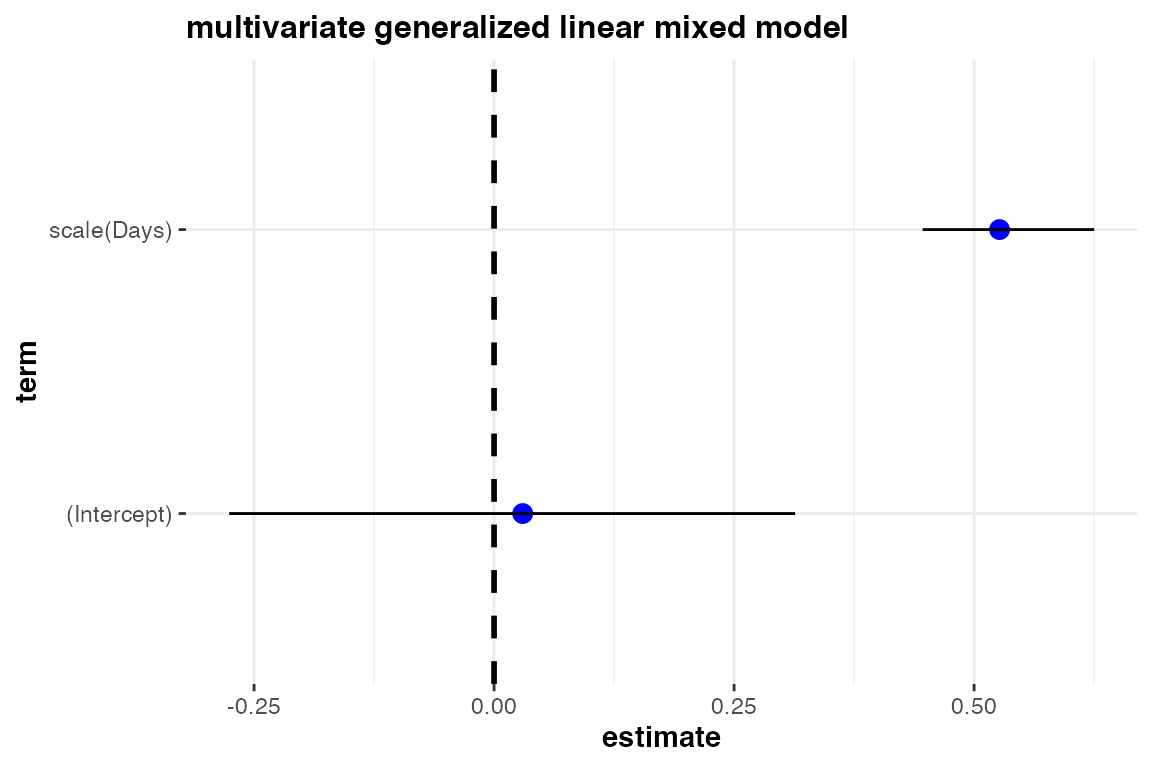 multivariate generalized linear mixed model
scale(Days)
term
(Intercept)
-0.25 0.00 0.25 0.50
estimate